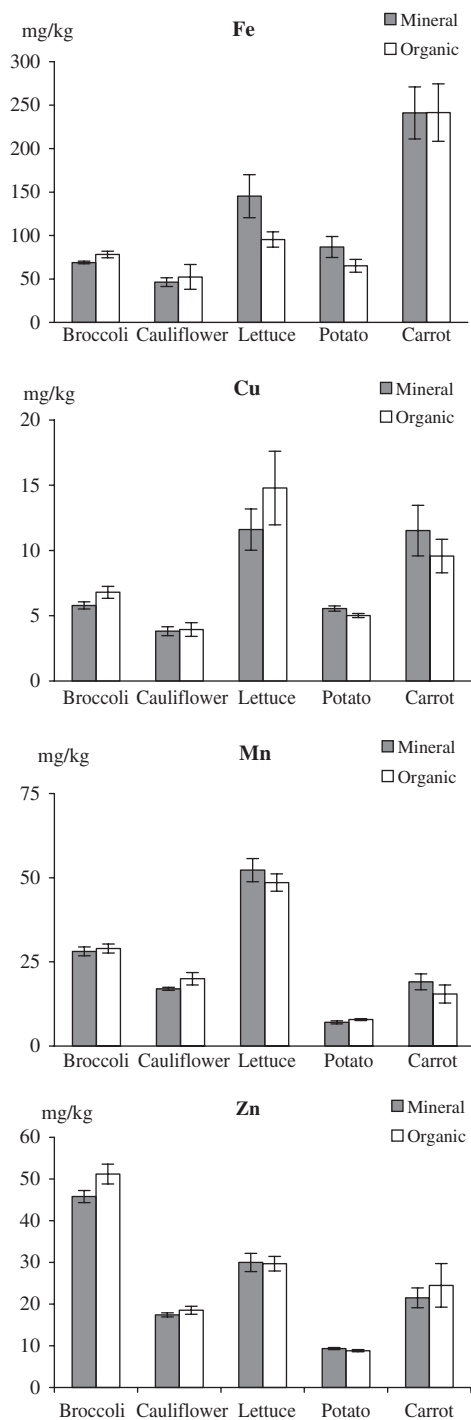 mg/kg Fe Mineral
Organic
300
250
200
150
100
50
0
Broccoli Cauliflower Lettuce Potato Carrot
mg/kg Cu Mineral
Organic
20
15
10
5
0
Broccoli Cauliflower Lettuce Potato Carrot
mg/kg Mn Mineral
Organic
75
50
25
0
Broccoli Cauliflower Lettuce Potato Carrot
mg/kg Zn Mineral
Organic
60
50
40
30
20
10
0
Broccoli Cauliflower Lettuce Potato Carrot